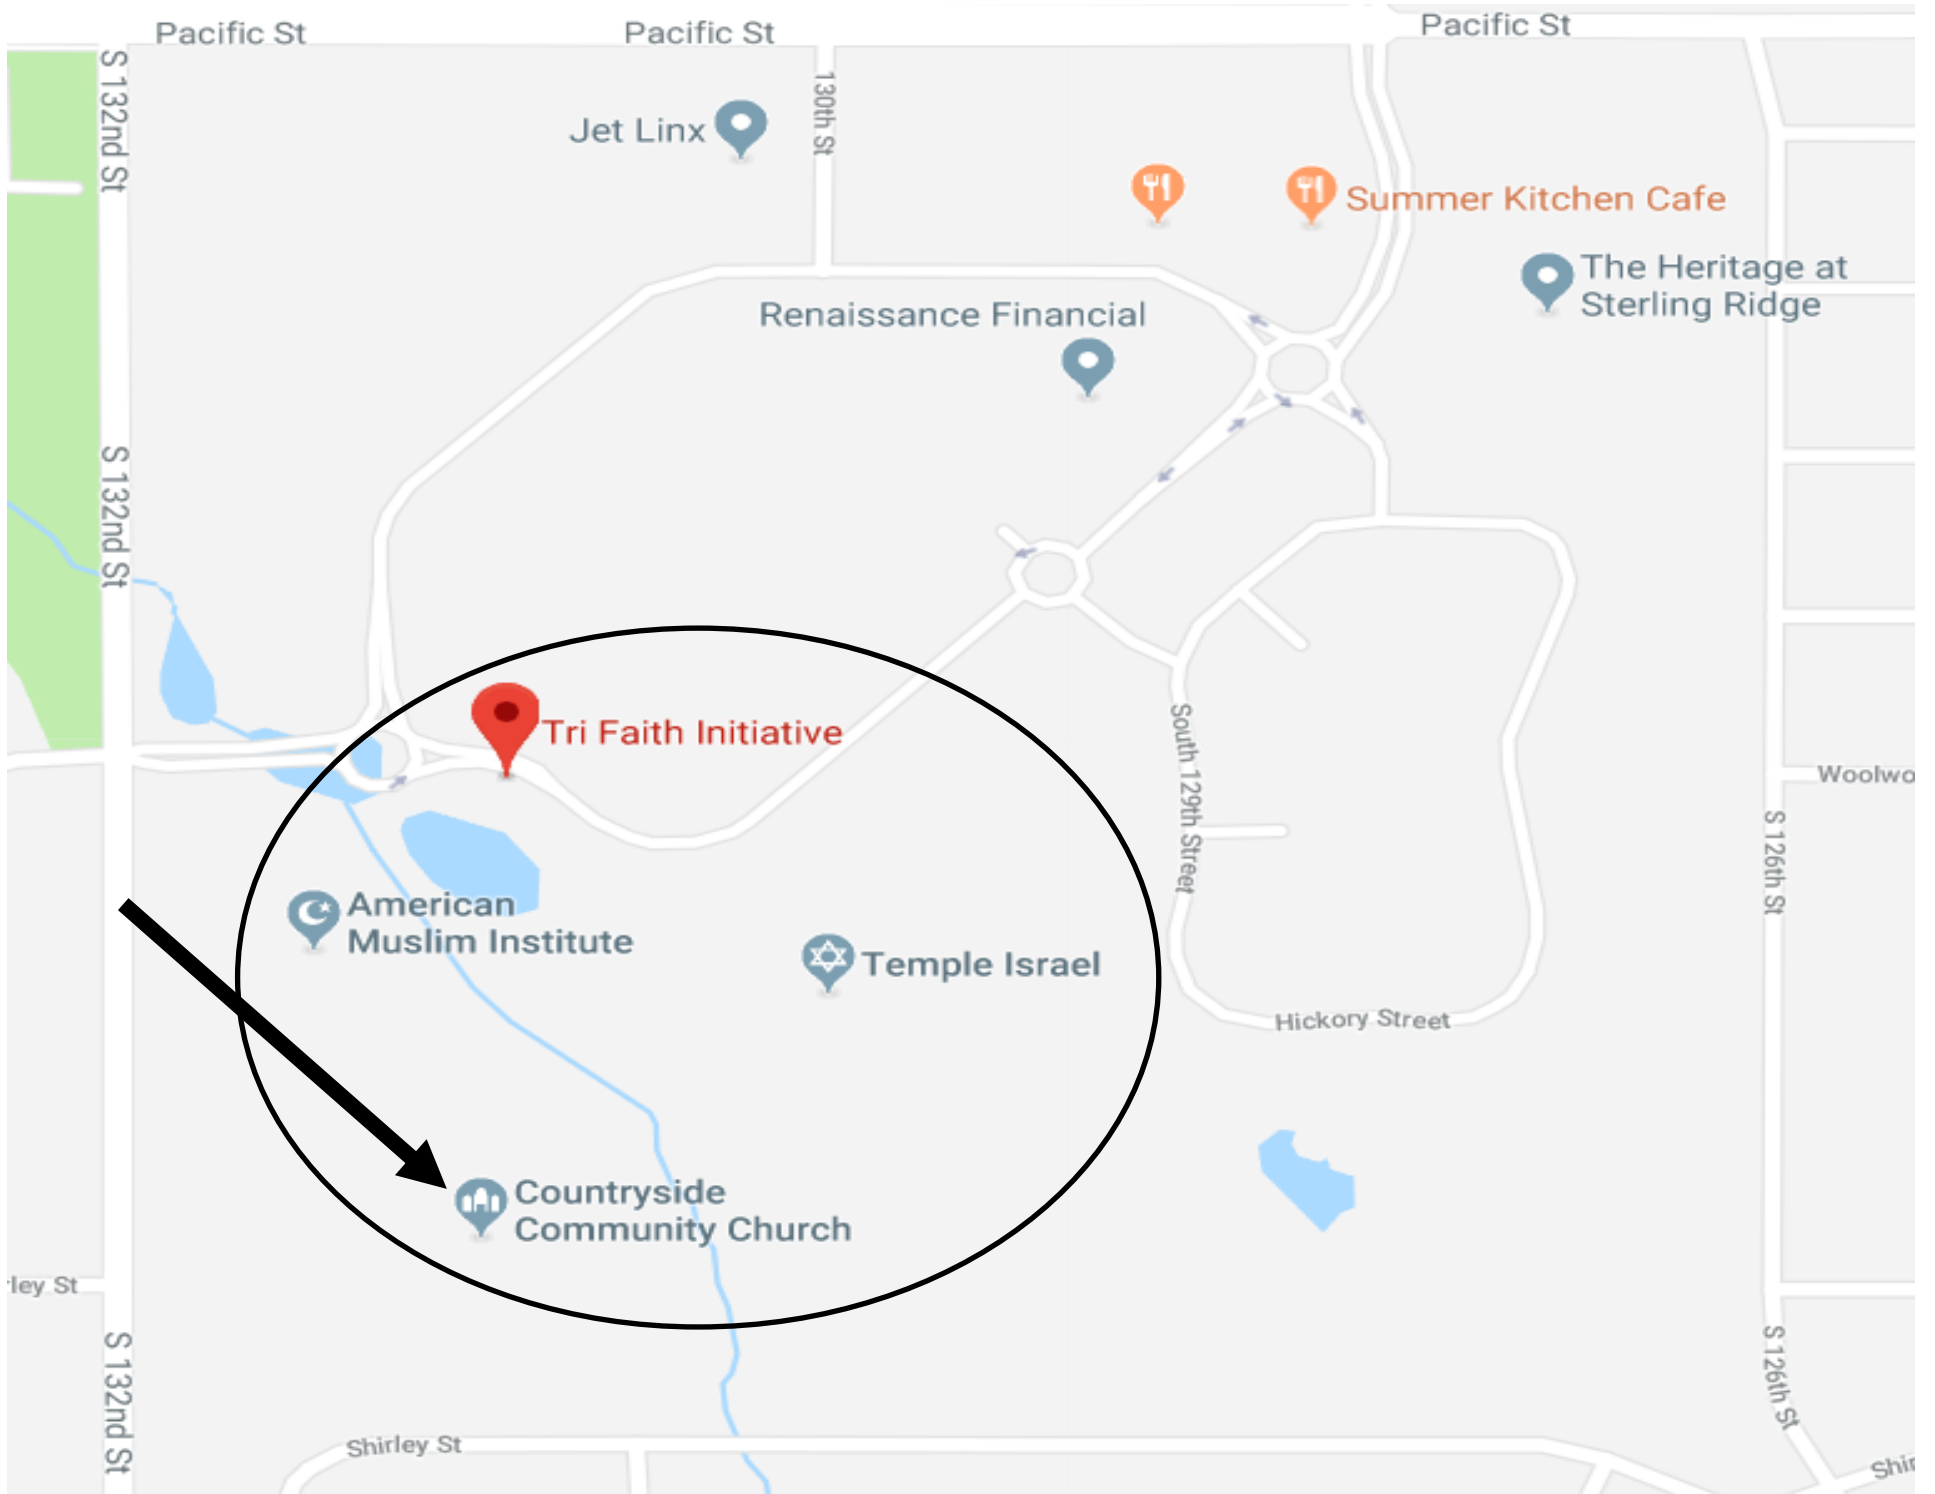 Pacific St
Pacific St
Pacific St
S 132nd St
130th St
Jet Linx
Summer Kitchen Cafe
The Heritage at
Sterling Ridge
Renaissance Financial
S 132nd St
Tri Faith Initiative
South 129th Street
Woolwo
S 126th St
American
Muslim Institute
Temple Israel
Hickory Street
Countryside
Community Church
ley St
S 132nd St
S 126th St
Shirley St
Shir